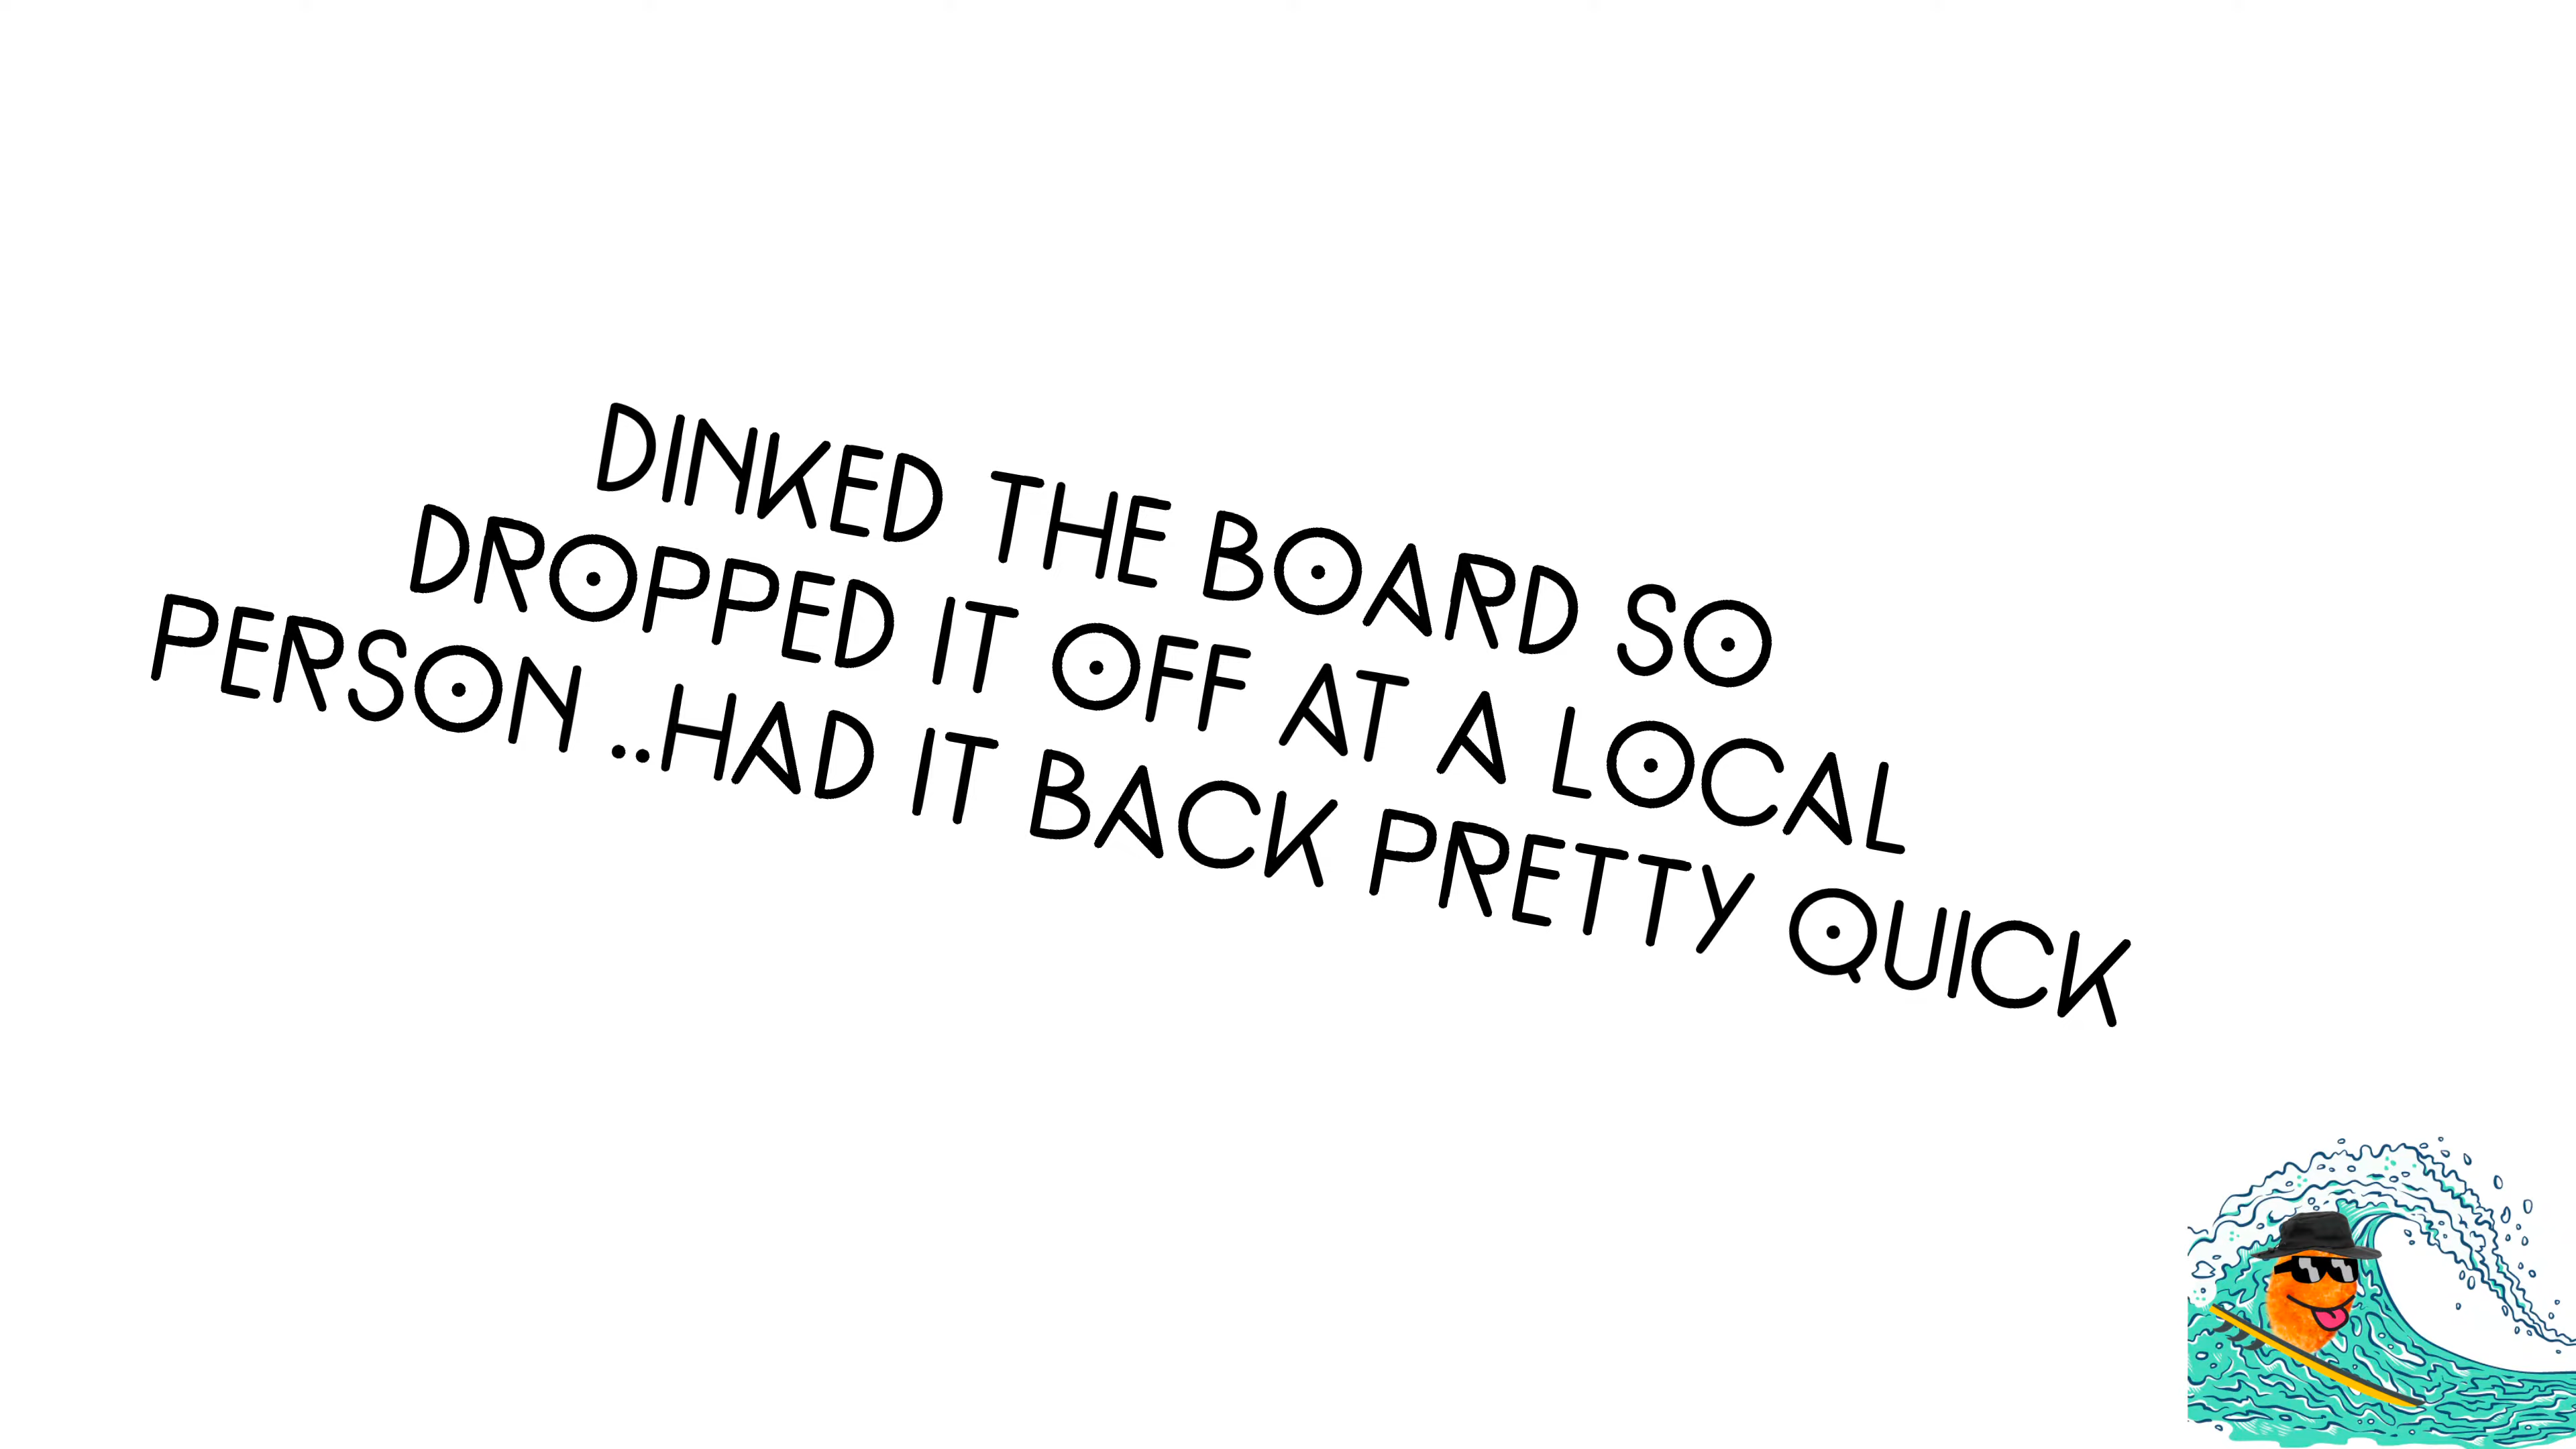 DINKED THE BOARD SO
DROPPED IT OFF AT A LOCAL
PERSON ..HAD IT BACK PRETTY QUICK